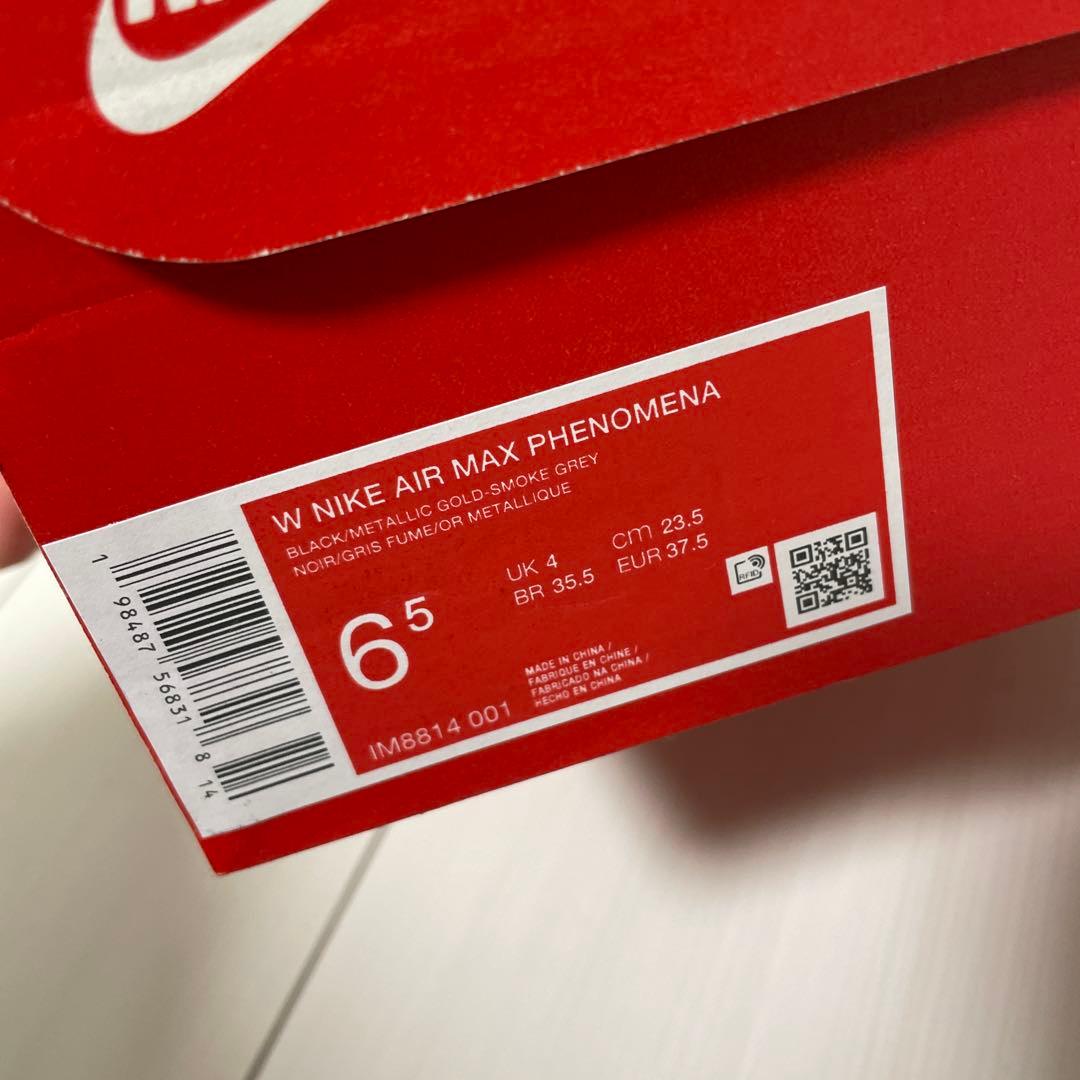 W NIKE AIR MAX PHENOMENA
BLACK/METALLIC GOLD-SMOKE GREY
NOIR/GRIS FUME/OR METALLIQUE
6 5
UK 4
BR 35.5
cm 23.5
EUR 37.5
RFID
MADE IN CHINA /
FABRIQUE EN CHINE /
FABRICADO NA CHINA /
HECHO EN CHINA
IM8814 001
1 98487 56831 8 14